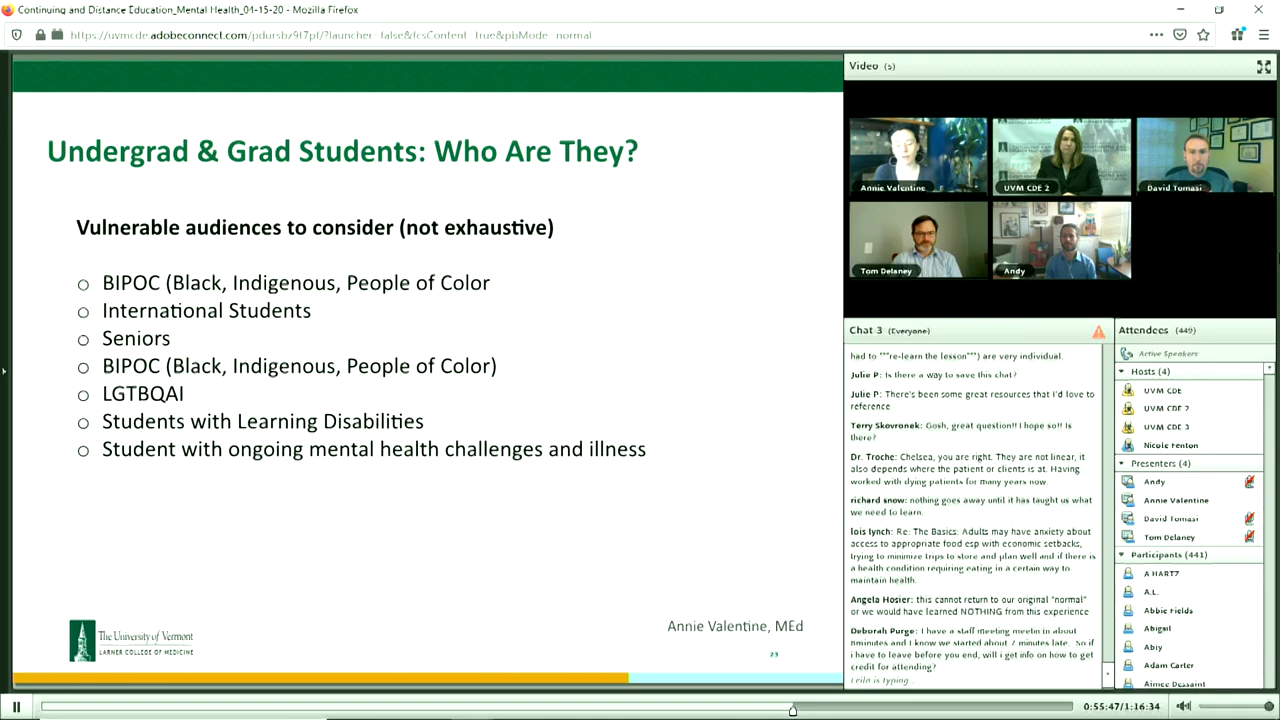 Continuing and Distance Education_Mental Health_04-15-20 - Mozilla Firefox
Undergrad & Grad Students: Who Are They?
Vulnerable audiences to consider (not exhaustive)
○ BIPOC (Black, Indigenous, People of Color
○ International Students
○ Seniors
○ BIPOC (Black, Indigenous, People of Color)
○ LGTBQAI
○ Students with Learning Disabilities
○ Student with ongoing mental health challenges and illness
Annie Valentine, MEd
23
The University of Vermont
LARNER COLLEGE OF MEDICINE
Video (5)
Annie Valentine
UVM CDE 2
David Tomasi
Tom Delaney
Andy
Chat 3 (Everyone)
had to """re-learn the lesson""") are very individual.
Julie P: Is there a way to save this chat?
Julie P: There's been some great resources that I'd love to
reference
Terry Skovronek: Gosh, great question!! I hope so!! Is
there?
Dr. Troche: Chelsea, you are right. They are not linear, it
also depends where the patient or clients is at. Having
worked with dying patients for many years now.
richard snow: nothing goes away until it has taught us what
we need to learn.
lois lynch: Re: The Basics: Adults may have anxiety about
access to appropriate food esp with economic setbacks,
trying to minimize trips to store and plan well and if there is
a health condition requiring eating in a certain way to
maintain health.
Angela Hosier: this cannot return to our original "normal"
or we would have learned NOTHING from this experience
Deborah Purge: I have a staff meeting meetin in about
minutes and I know we started about 7 minutes late. So if
i have to leave before you end, will i get info on how to get
credit for attending?
Leila is typing...
Attendees (449)
Active Speakers
Hosts (4)
UVM CDE
UVM CDE 2
UVM CDE 3
Nicole Fenton
Presenters (4)
Andy
Annie Valentine
David Tomasi
Tom Delaney
Participants (441)
A HARTZ
A.L.
Abbie Fields
Abigail
Abiy
Adam Carter
Aimee Dessaint
0:55:47/1:16:34